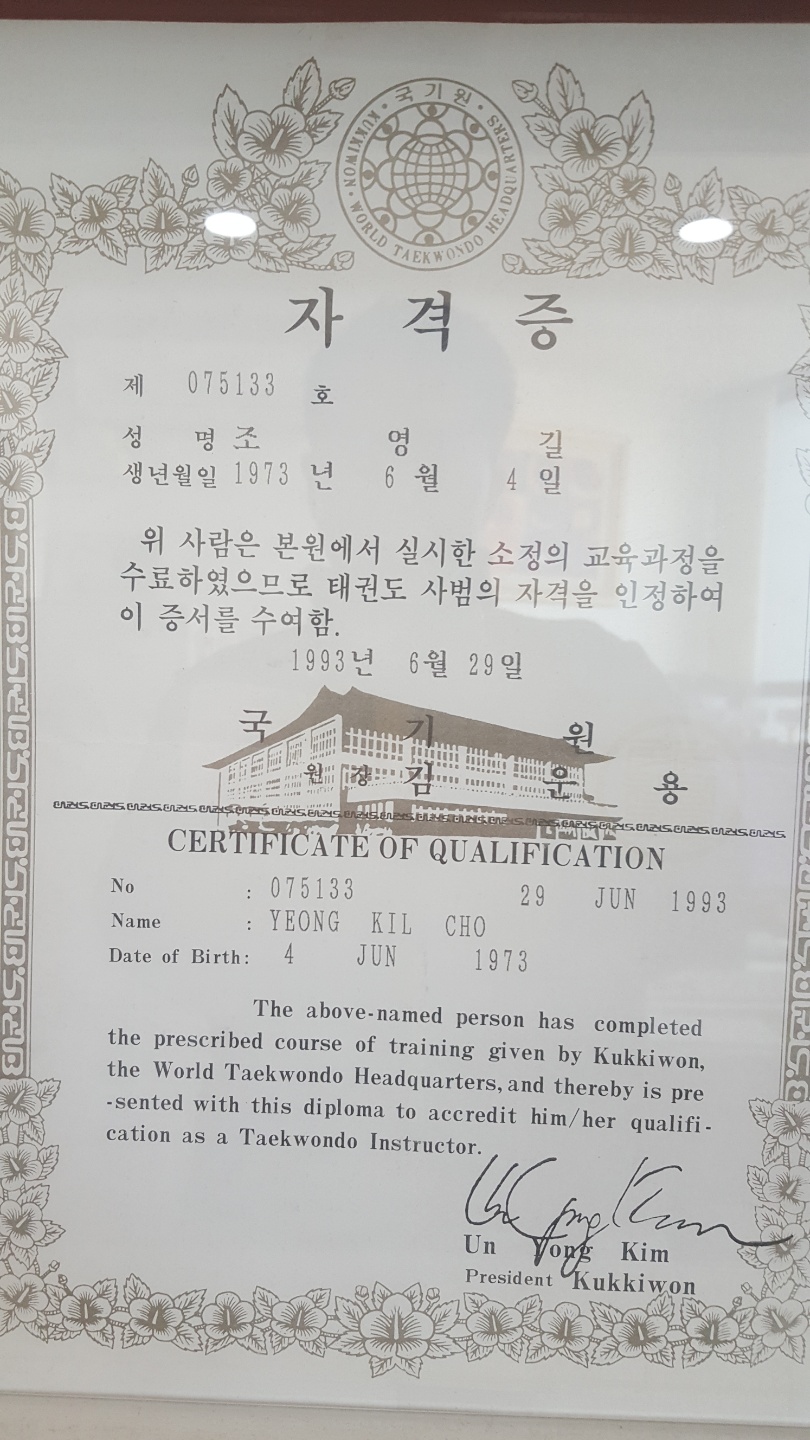 · 국기원 ·
KUKKIWON · WORLD TAEKWONDO HEADQUARTERS
자 격 증
제 075133 호
성 명 조 영 길
생년월일 1973 년 6 월 4 일
위 사람은 본원에서 실시한 소정의 교육과정을
수료하였으므로 태권도 사범의 자격을 인정하여
이 증서를 수여함.
1993년 6월 29일
국 기 원
원 장 김 운 용
CERTIFICATE OF QUALIFICATION
No : 075133 29 JUN 1993
Name : YEONG KIL CHO
Date of Birth: 4 JUN 1973
The above-named person has completed
the prescribed course of training given by Kukkiwon,
the World Taekwondo Headquarters, and thereby is pre
-sented with this diploma to accredit him/her qualifi-
cation as a Taekwondo Instructor.
Un Yong Kim
Un Yong Kim
President Kukkiwon